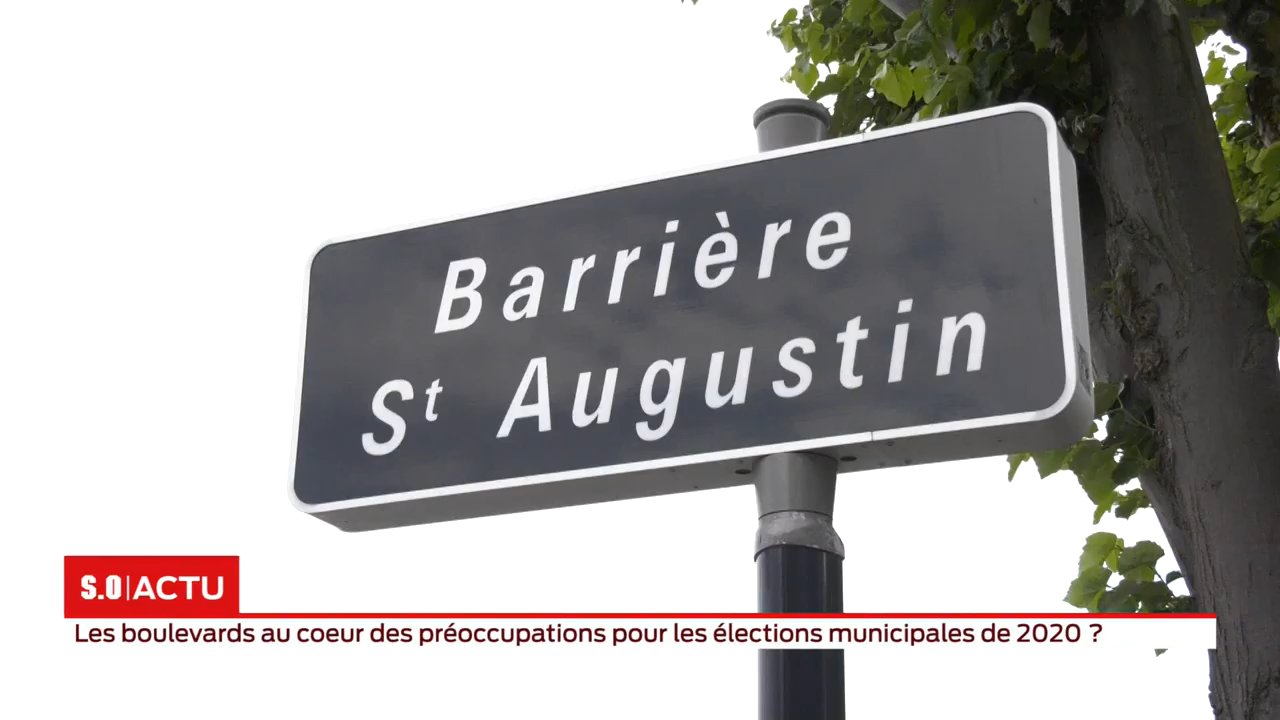 Barrière
St Augustin
S.O|ACTU
Les boulevards au coeur des préoccupations pour les élections municipales de 2020 ?